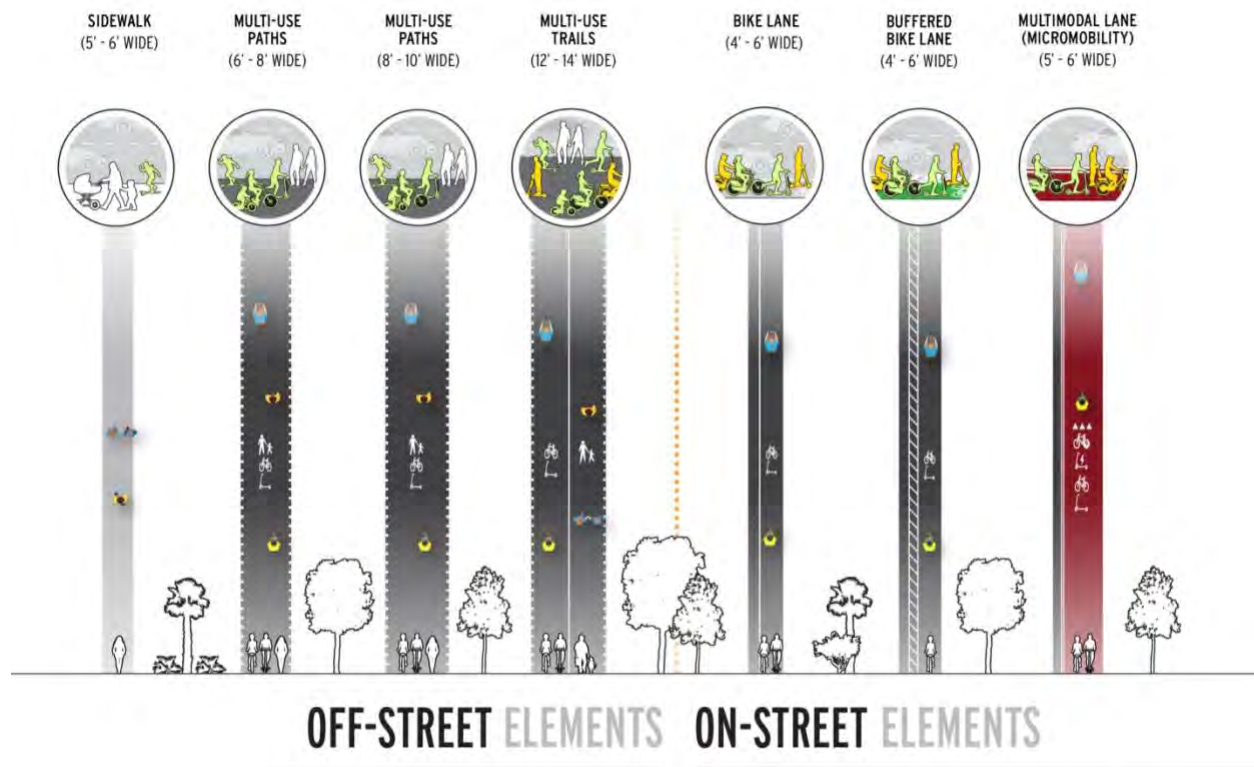 SIDEWALK
(5' - 6' WIDE)
MULTI-USE
PATHS
(6' - 8' WIDE)
MULTI-USE
PATHS
(8' - 10' WIDE)
MULTI-USE
TRAILS
(12' - 14' WIDE)
BIKE LANE
(4' - 6' WIDE)
BUFFERED
BIKE LANE
(4' - 6' WIDE)
MULTIMODAL LANE
(MICROMOBILITY)
(5' - 6' WIDE)
OFF-STREET ELEMENTS
ON-STREET ELEMENTS